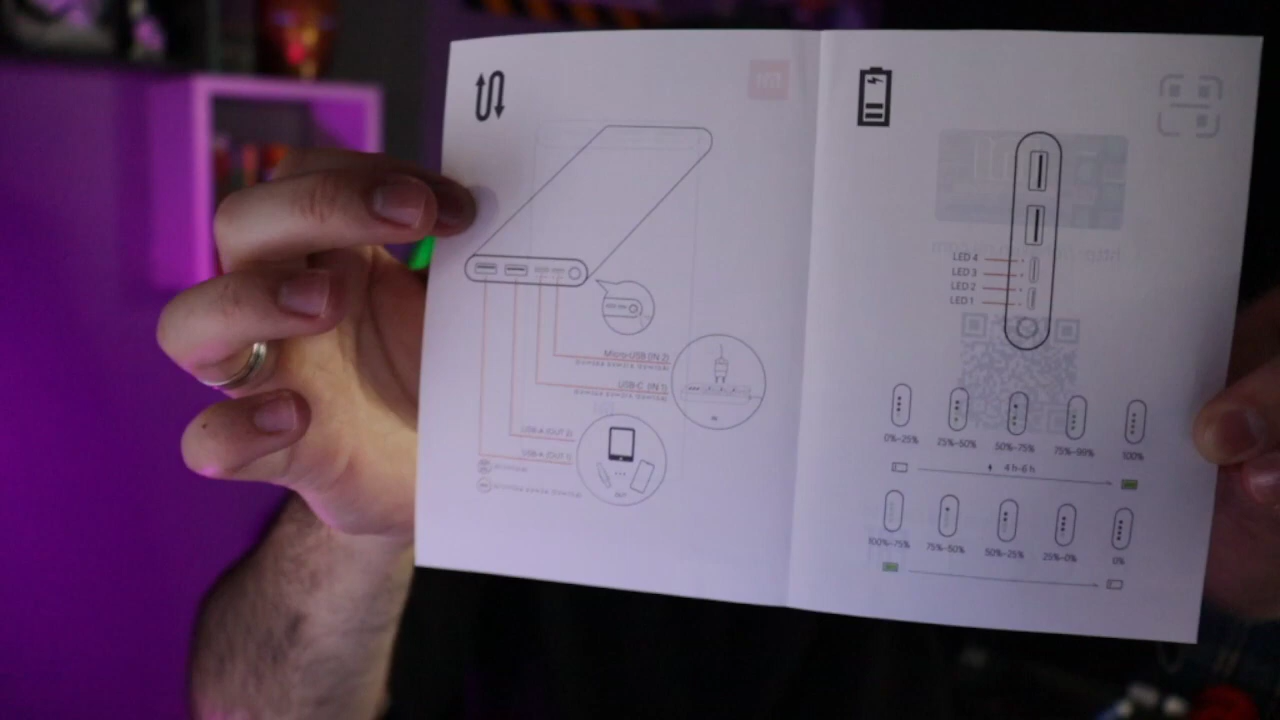 Micro-USB (IN 2)
USB-C (IN 1)
USB-A (OUT 2)
USB-A (OUT 1)
IN
OUT
LED 4
LED 3
LED 2
LED 1
0%-25%
25%-50%
50%-75%
75%-99%
100%
4 h-6 h
100%-75%
75%-50%
50%-25%
25%-0%
0%